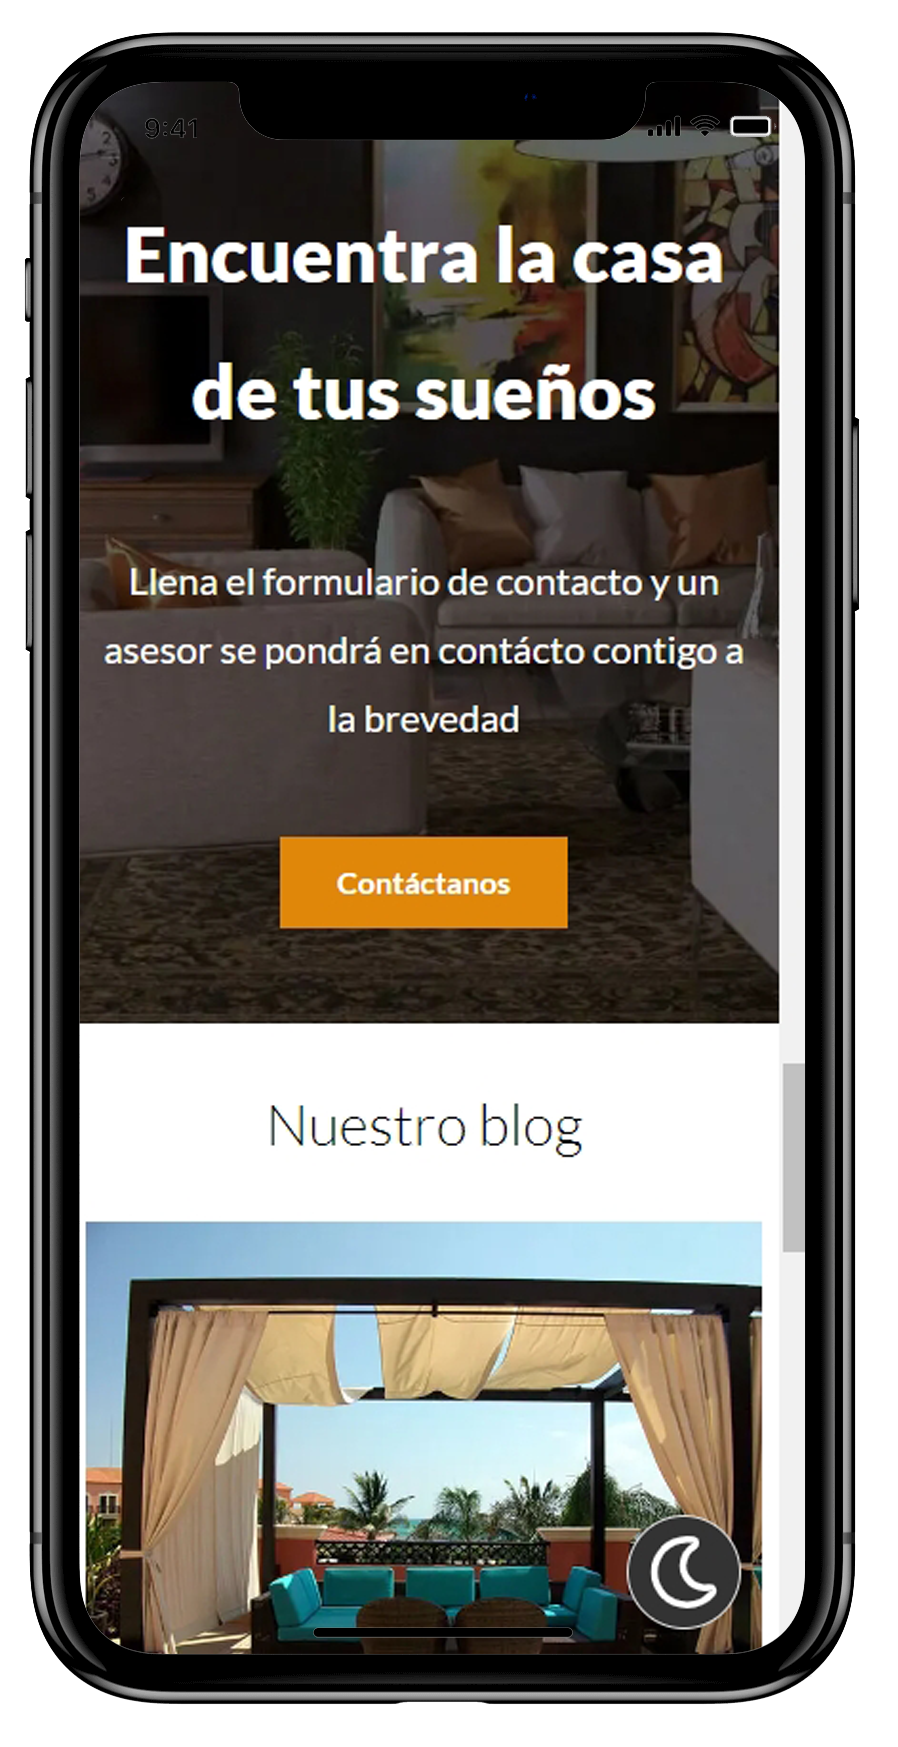 9:41
Encuentra la casa
de tus sueños
Llena el formulario de contacto y un
asesor se pondrá en contácto contigo a
la brevedad
Contáctanos
Nuestro blog